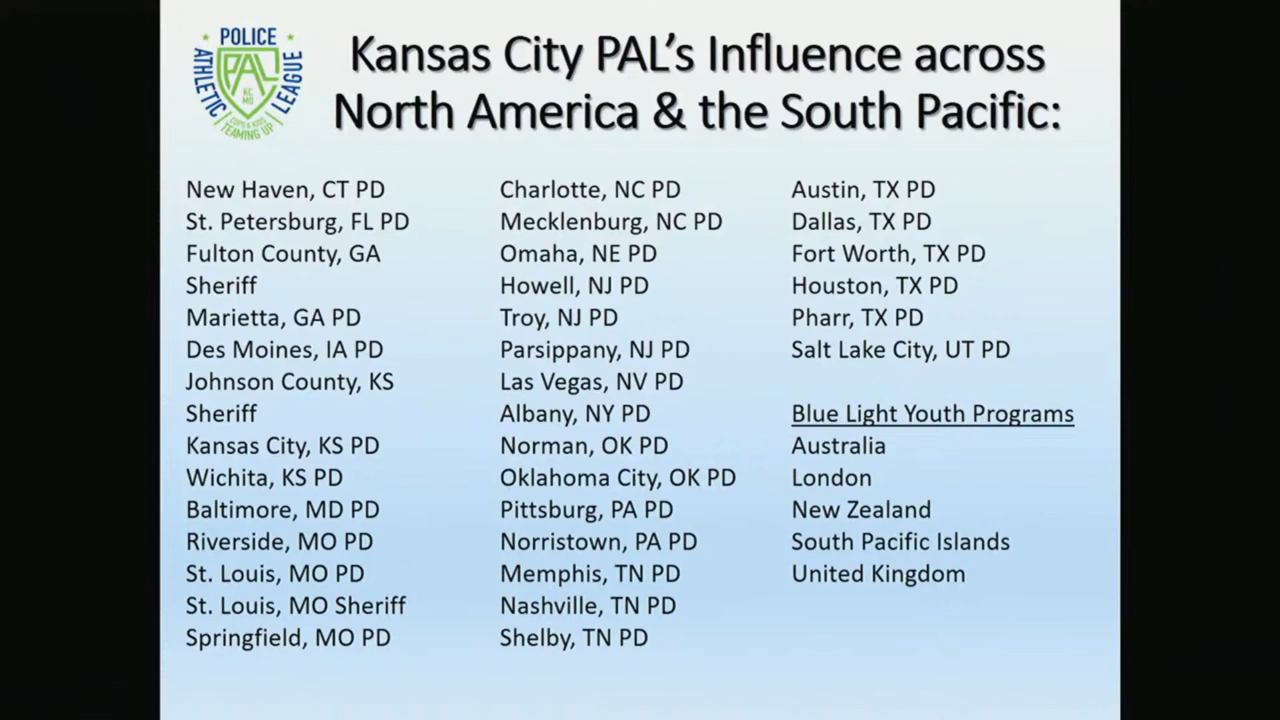 POLICE
ATHLETIC
LEAGUE
PAL
KC
MO
COPS & KIDS
TEAMING UP
Kansas City PAL's Influence across
North America & the South Pacific:
New Haven, CT PD
St. Petersburg, FL PD
Fulton County, GA
Sheriff
Marietta, GA PD
Des Moines, IA PD
Johnson County, KS
Sheriff
Kansas City, KS PD
Wichita, KS PD
Baltimore, MD PD
Riverside, MO PD
St. Louis, MO PD
St. Louis, MO Sheriff
Springfield, MO PD
Charlotte, NC PD
Mecklenburg, NC PD
Omaha, NE PD
Howell, NJ PD
Troy, NJ PD
Parsippany, NJ PD
Las Vegas, NV PD
Albany, NY PD
Norman, OK PD
Oklahoma City, OK PD
Pittsburg, PA PD
Norristown, PA PD
Memphis, TN PD
Nashville, TN PD
Shelby, TN PD
Austin, TX PD
Dallas, TX PD
Fort Worth, TX PD
Houston, TX PD
Pharr, TX PD
Salt Lake City, UT PD
Blue Light Youth Programs
Australia
London
New Zealand
South Pacific Islands
United Kingdom